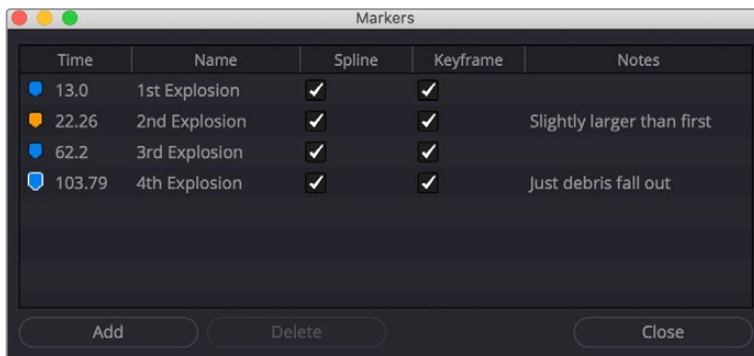 Markers
Time Name Spline Keyframe Notes
13.0 1st Explosion
22.26 2nd Explosion Slightly larger than first
62.2 3rd Explosion
103.79 4th Explosion Just debris fall out
Add Delete Close